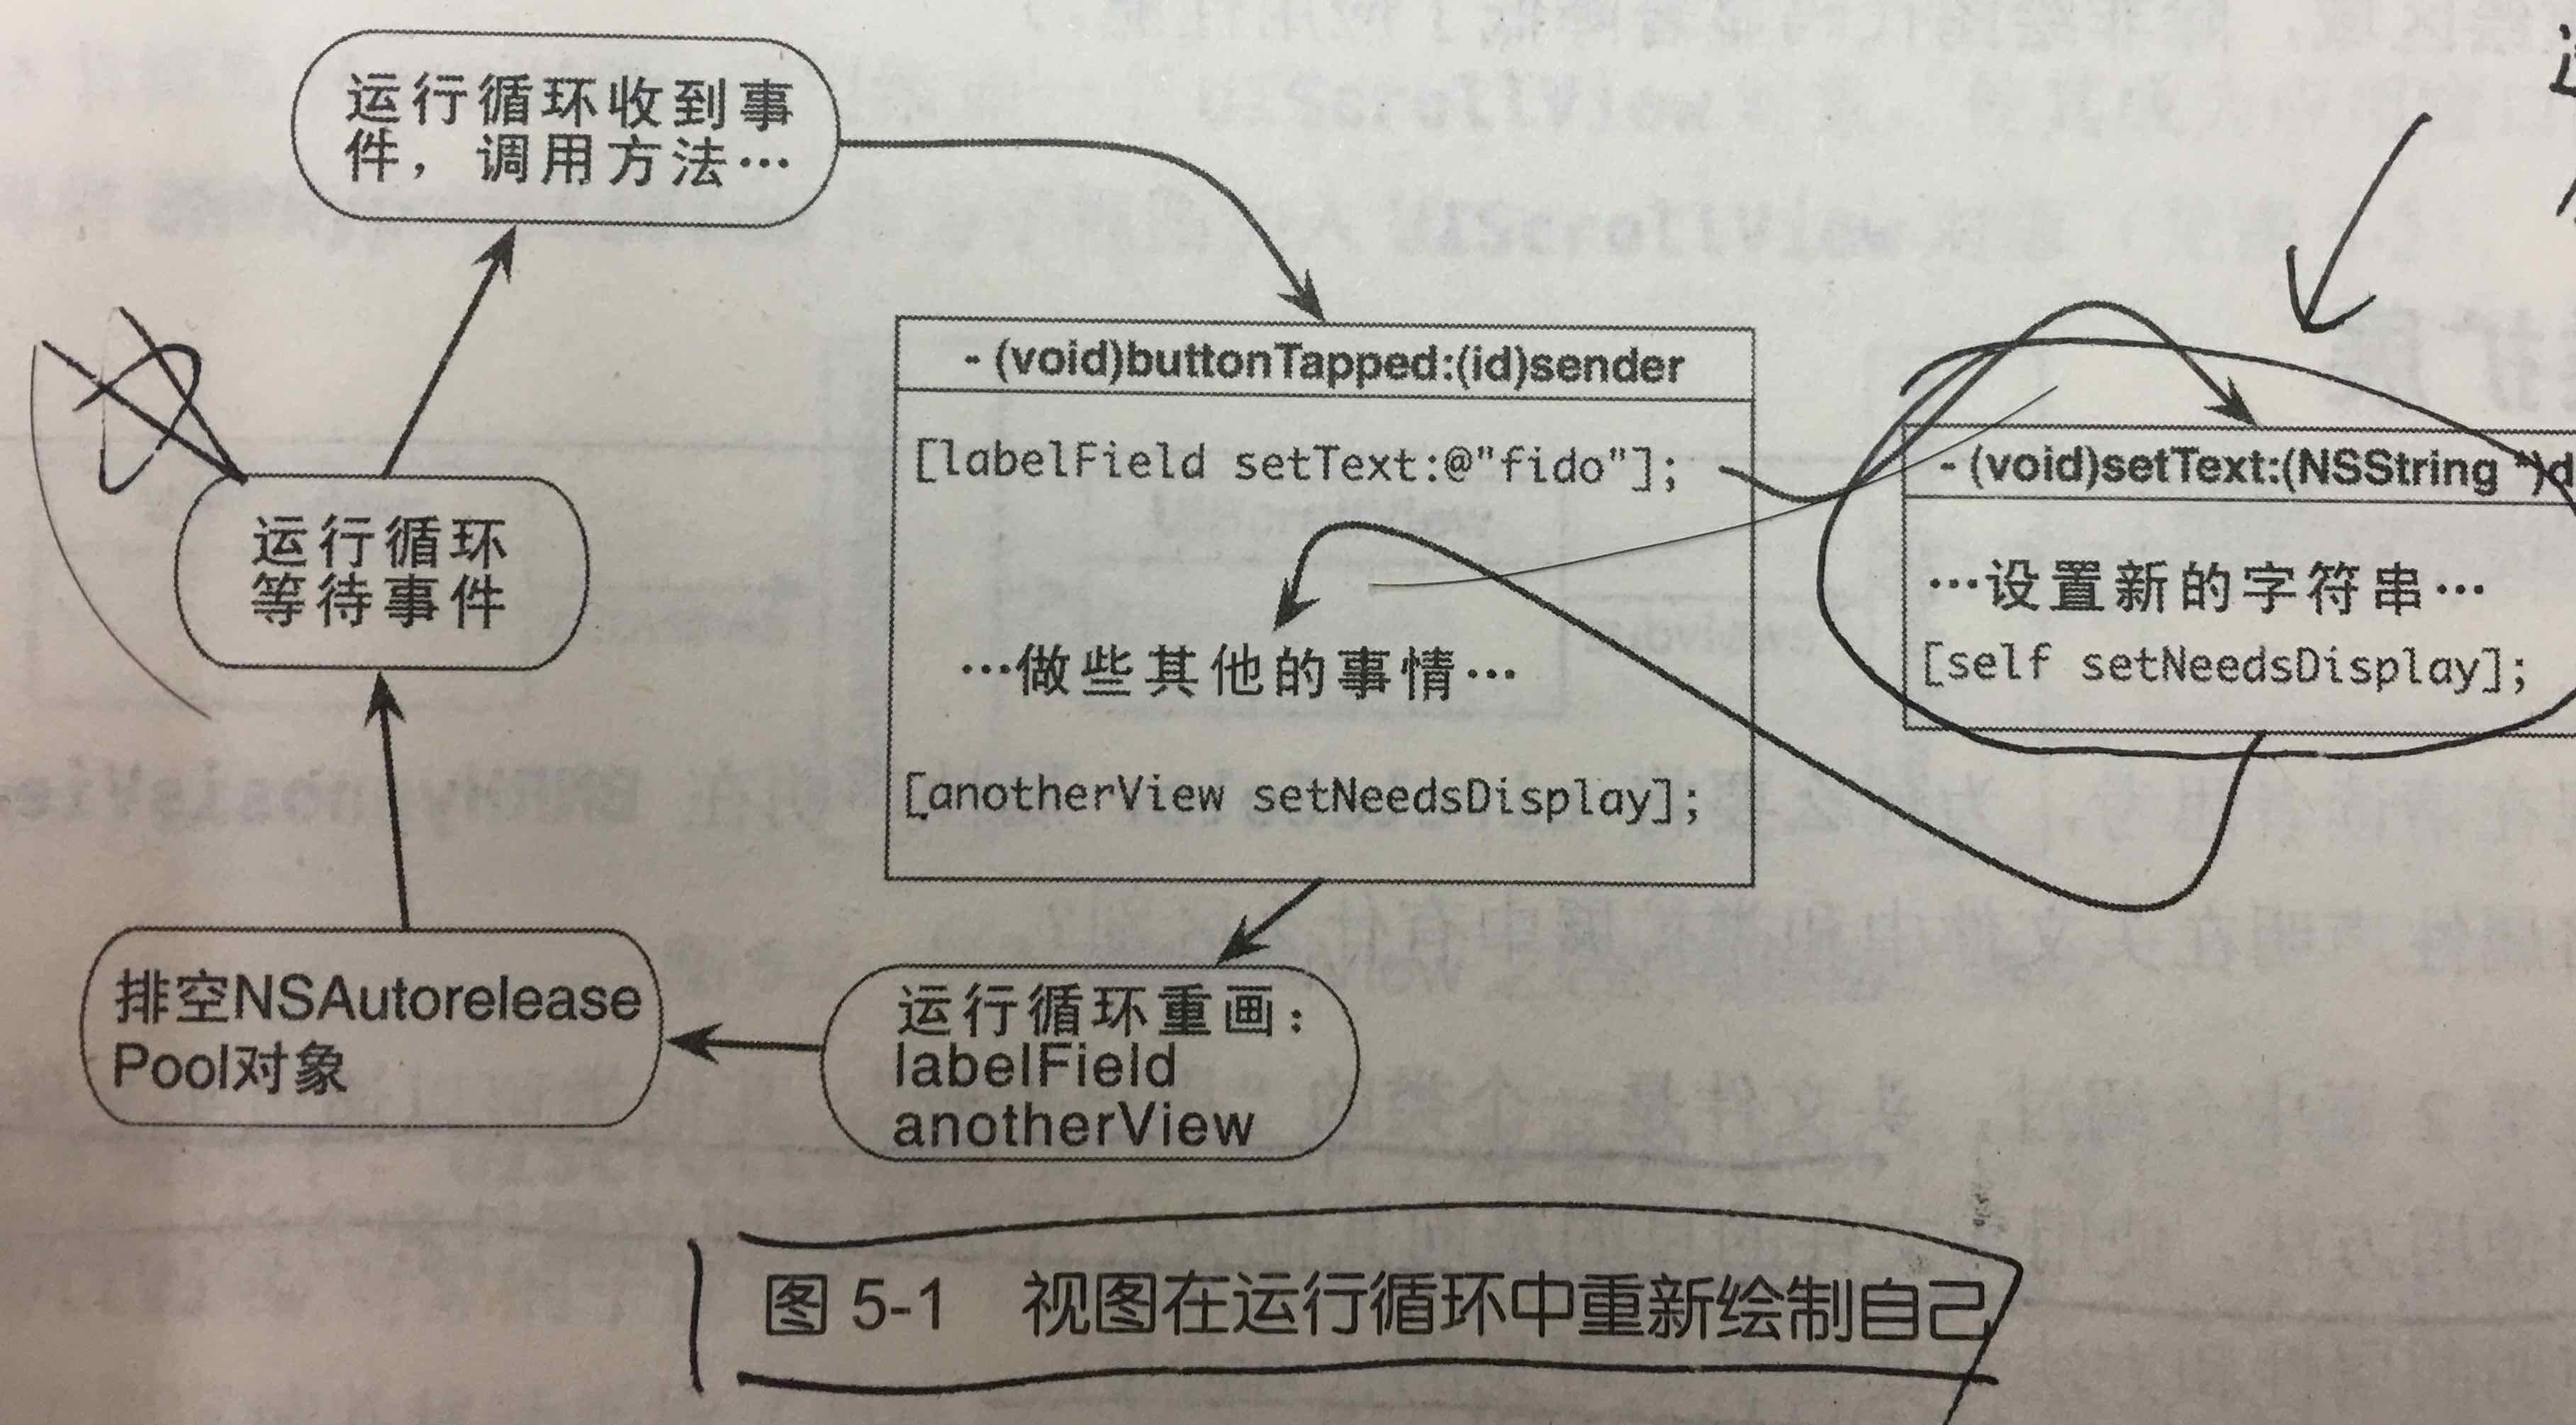 运行循环收到事
件，调用方法…
- (void)buttonTapped:(id)sender
[labelField setText:@"fido"];
…做些其他的事情…
[anotherView setNeedsDisplay];
- (void)setText:(NSString *)d
…设置新的字符串…
[self setNeedsDisplay];
运行循环
等待事件
排空NSAutorelease
Pool对象
运行循环重画：
labelField
anotherView
图 5-1 视图在运行循环中重新绘制自己